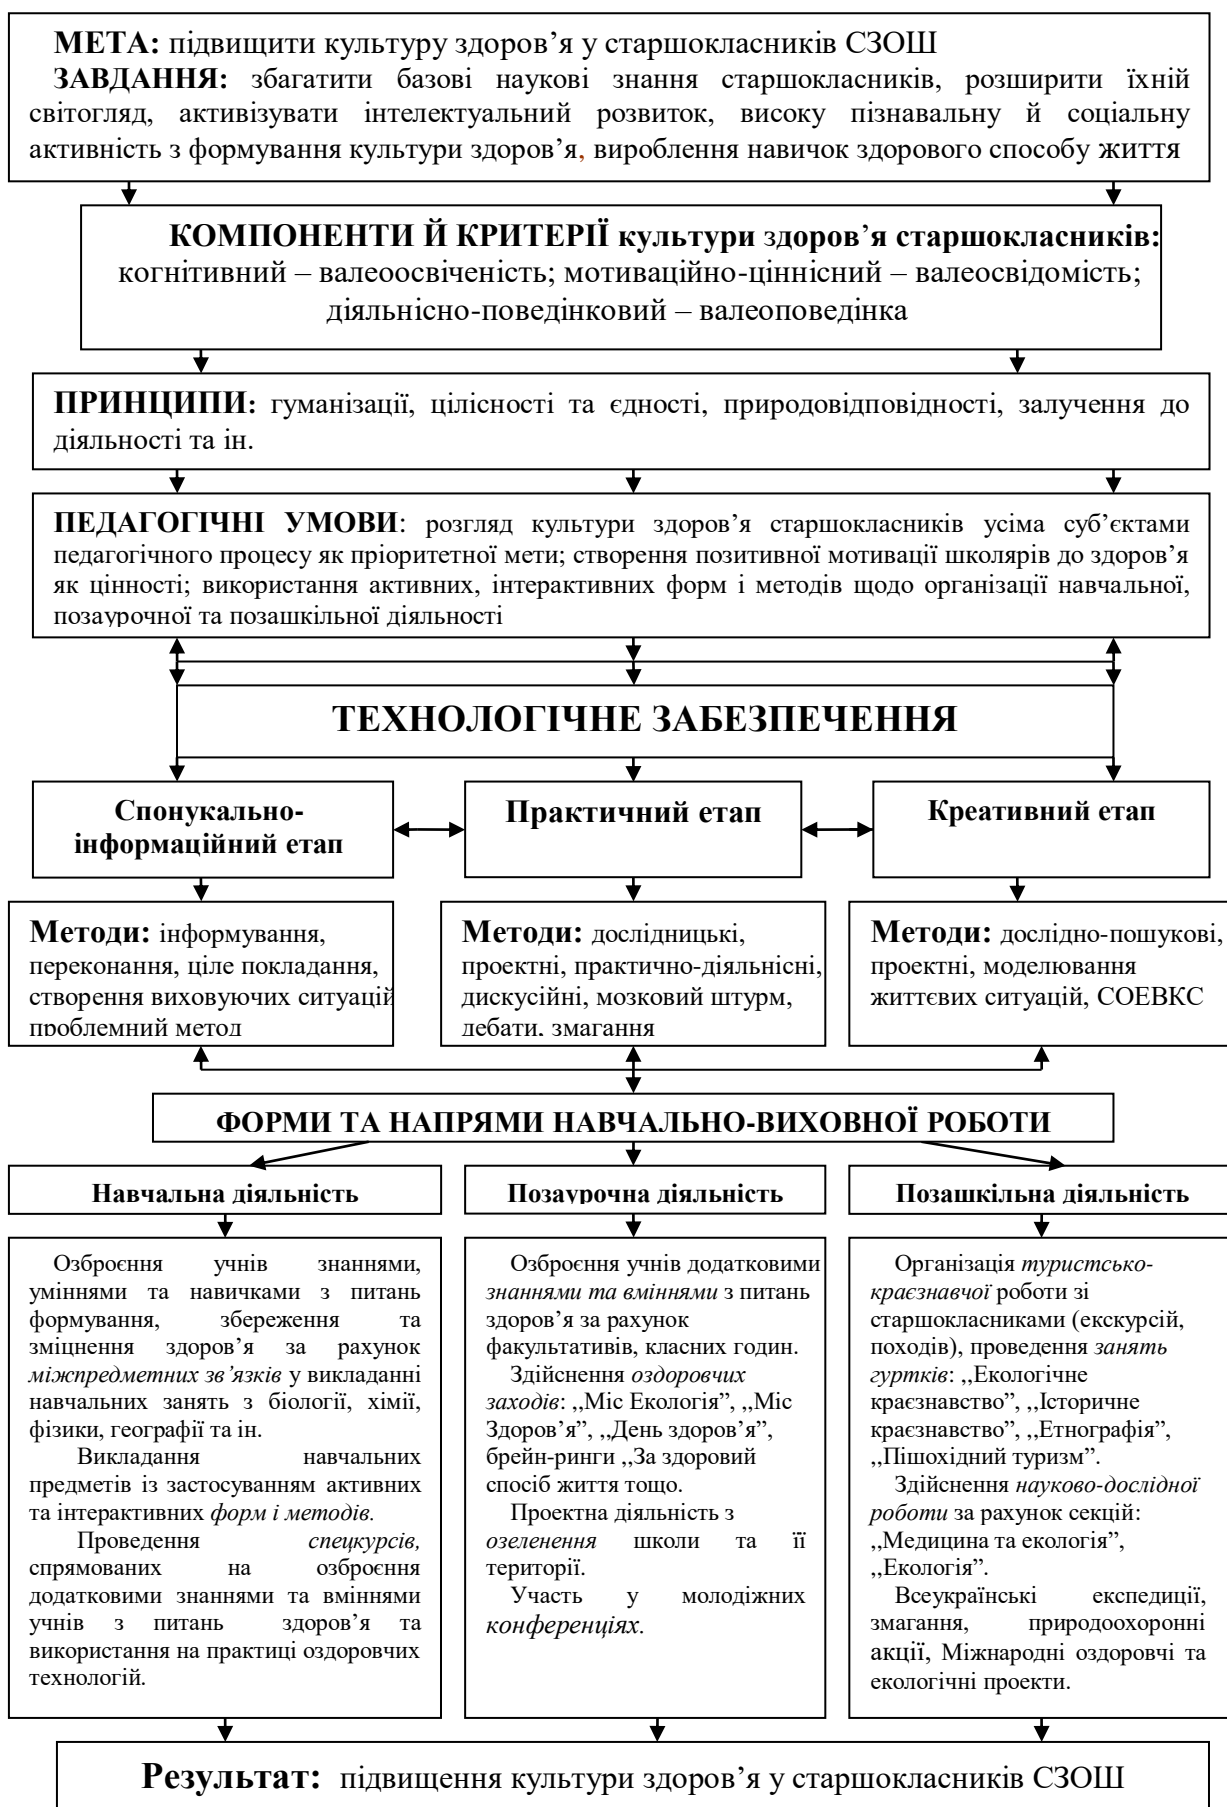 МЕТА: підвищити культуру здоров’я у старшокласників СЗОШ
ЗАВДАННЯ: збагатити базові наукові знання старшокласників, розширити їхній
світогляд, активізувати інтелектуальний розвиток, високу пізнавальну й соціальну
активність з формування культури здоров’я, вироблення навичок здорового способу життя
КОМПОНЕНТИ Й КРИТЕРІЇ культури здоров’я старшокласників:
когнітивний – валеоосвіченість; мотиваційно-ціннісний – валеосвідомість;
діяльнісно-поведінковий – валеоповедінка
ПРИНЦИПИ: гуманізації, цілісності та єдності, природовідповідності, залучення до
діяльності та ін.
ПЕДАГОГІЧНІ УМОВИ: розгляд культури здоров’я старшокласників усіма суб’єктами
педагогічного процесу як пріоритетної мети; створення позитивної мотивації школярів до здоров’я
як цінності; використання активних, інтерактивних форм і методів щодо організації навчальної,
позаурочної та позашкільної діяльності
ТЕХНОЛОГІЧНЕ ЗАБЕЗПЕЧЕННЯ
Спонукально-
інформаційний етап
Практичний етап
Креативний етап
Методи: інформування,
переконання, ціле покладання,
створення виховуючих ситуацій
проблемний метод
Методи: дослідницькі,
проектні, практично-діяльнісні,
дискусійні, мозковий штурм,
дебати, змагання
Методи: дослідно-пошукові,
проектні, моделювання
життєвих ситуацій, СОЕВКС
ФОРМИ ТА НАПРЯМИ НАВЧАЛЬНО-ВИХОВНОЇ РОБОТИ
Навчальна діяльність
Позаурочна діяльність
Позашкільна діяльність
Озброєння учнів знаннями,
уміннями та навичками з питань
формування, збереження та
зміцнення здоров’я за рахунок
міжпредметних зв’язків у викладанні
навчальних занять з біології, хімії,
фізики, географії та ін.
Викладання навчальних
предметів із застосуванням активних
та інтерактивних форм і методів.
Проведення спецкурсів,
спрямованих на озброєння
додатковими знаннями та вміннями
учнів з питань здоров’я та
використання на практиці оздоровчих
технологій.
Озброєння учнів додатковими
знаннями та вміннями з питань
здоров’я за рахунок
факультативів, класних годин.
Здійснення оздоровчих
заходів: ,,Міс Екологія”, ,,Міс
Здоров’я”, ,,День здоров’я”,
брейн-ринги ,,За здоровий
спосіб життя тощо.
Проектна діяльність з
озеленення школи та її
території.
Участь у молодіжних
конференціях.
Організація туристсько-
краєзнавчої роботи зі
старшокласниками (екскурсій,
походів), проведення занять
гуртків: ,,Екологічне
краєзнавство”, ,,Історичне
краєзнавство”, ,,Етнографія”,
,,Пішохідний туризм”.
Здійснення науково-дослідної
роботи за рахунок секцій:
,,Медицина та екологія”,
,,Екологія”.
Всеукраїнські експедиції,
змагання, природоохоронні
акції, Міжнародні оздоровчі та
екологічні проекти.
Результат: підвищення культури здоров’я у старшокласників СЗОШ